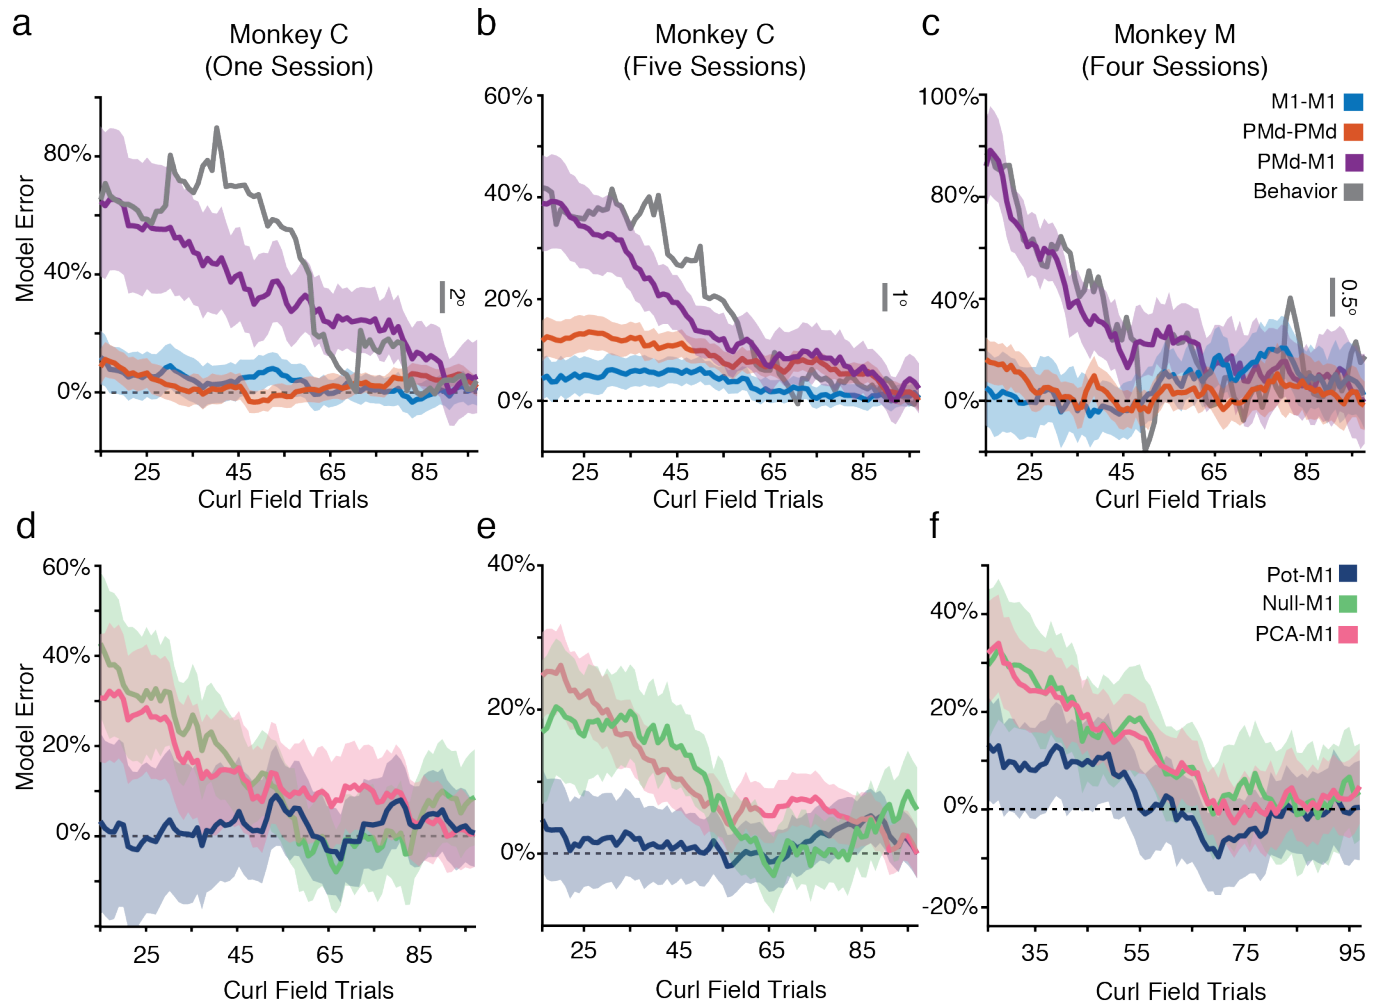 a
Monkey C
(One Session)
b
Monkey C
(Five Sessions)
c
Monkey M
(Four Sessions)
Model Error
80%
40%
0%
2°
25 45 65 85
Curl Field Trials
60%
40%
20%
0%
1°
25 45 65 85
Curl Field Trials
100%
80%
40%
0%
M1-M1
PMd-PMd
PMd-M1
Behavior
0.5°
25 45 65 85
Curl Field Trials
d
Model Error
60%
40%
20%
0%
25 45 65 85
Curl Field Trials
e
40%
20%
0%
25 45 65 85
Curl Field Trials
f
40%
20%
0%
-20%
Pot-M1
Null-M1
PCA-M1
35 55 75 95
Curl Field Trials